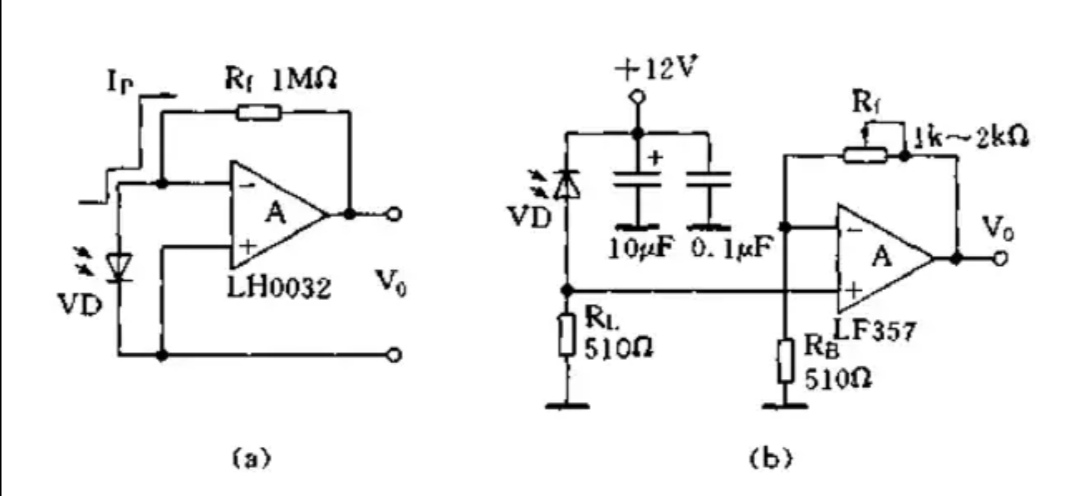 I_P
R_f 1MΩ
-
A
+
LH0032
VD
V_0
(a)
+12V
R_f
1k～2kΩ
+
VD
10μF
0.1μF
-
A
+
V_0
LF357
R_L
510Ω
R_B
510Ω
(b)